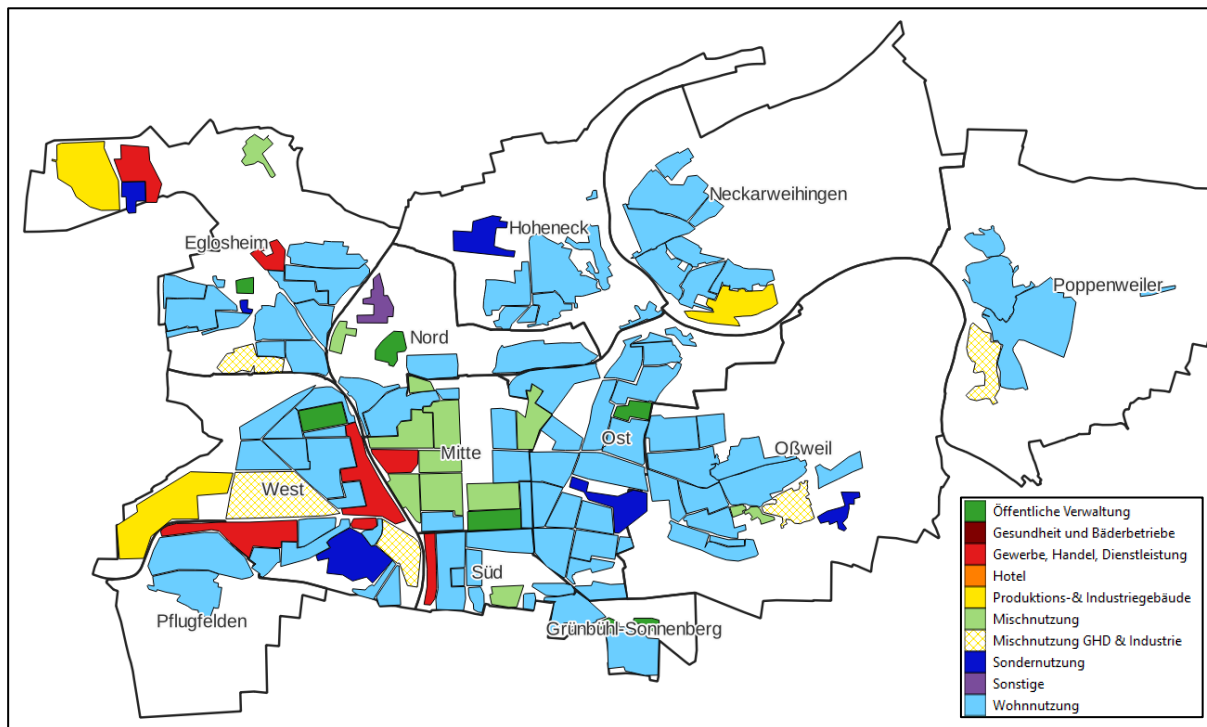 Neckarweihingen
Hoheneck
Eglosheim
Poppenweiler
Nord
Ost
Mitte
Oßweil
West
Süd
Pflugfelden
Grünbühl-Sonnenberg
Öffentliche Verwaltung
Gesundheit und Bäderbetriebe
Gewerbe, Handel, Dienstleistung
Hotel
Produktions-& Industriegebäude
Mischnutzung
Mischnutzung GHD & Industrie
Sondernutzung
Sonstige
Wohnnutzung